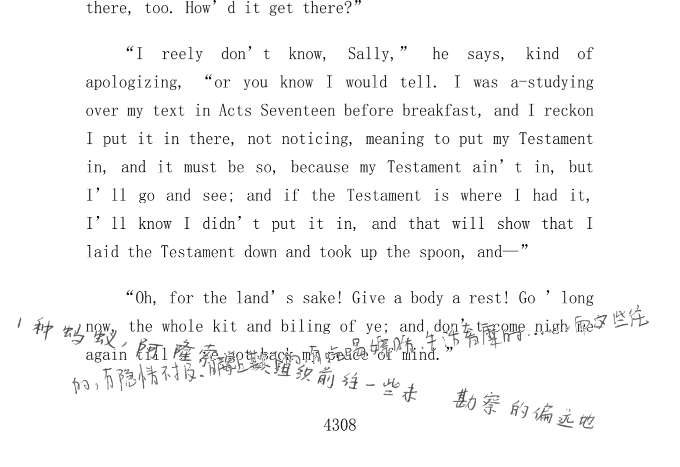 there, too. How’d it get there?”
“I reely don’t know, Sally,” he says, kind of
apologizing, “or you know I would tell. I was a-studying
over my text in Acts Seventeen before breakfast, and I reckon
I put it in there, not noticing, meaning to put my Testament
in, and it must be so, because my Testament ain’t in, but
I’ll go and see; and if the Testament is where I had it,
I’ll know I didn’t put it in, and that will show that I
laid the Testament down and took up the spoon, and—”
“Oh, for the land’s sake! Give a body a rest! Go ’long
now, the whole kit and biling of ye; and don’t come nigh me
again till I’ve got back my peace of mind.”
1种蚂蚁，阿隆索
的，有隐情不报、组织前往一些未 勘察的偏远地
4308